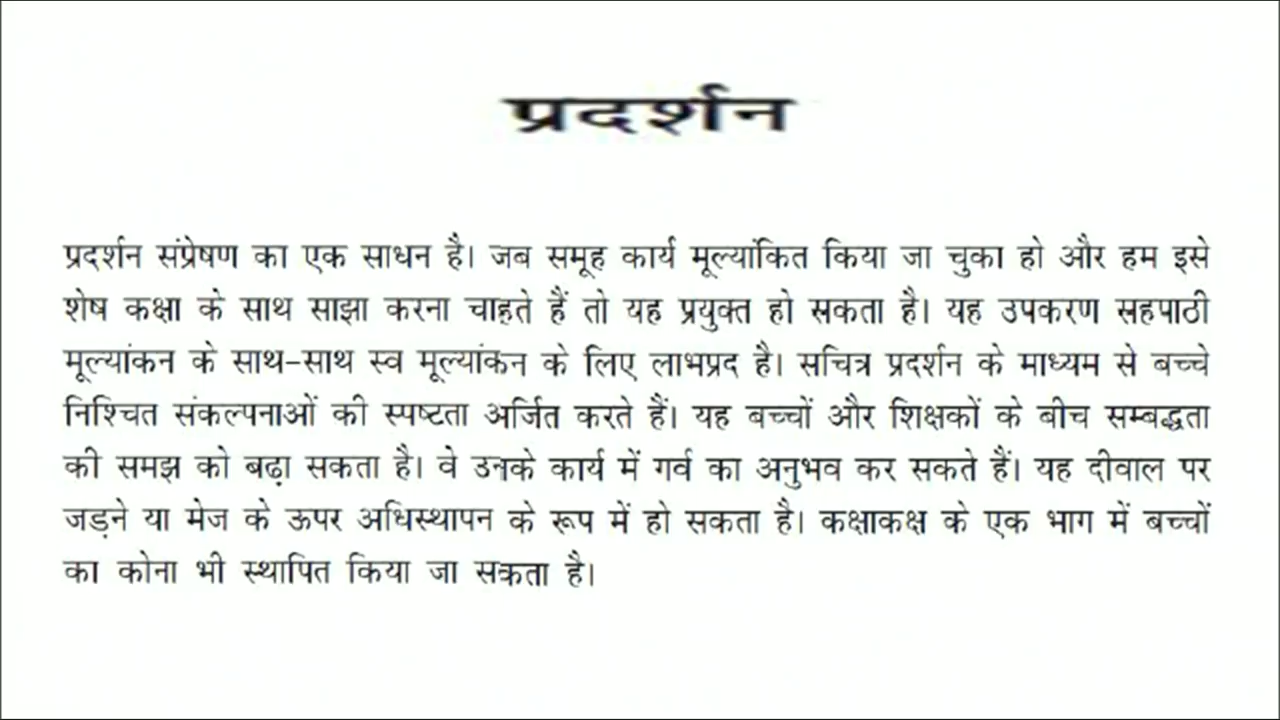 प्रदर्शन
प्रदर्शन संप्रेषण का एक साधन है। जब समूह कार्य मूल्यांकित किया जा चुका हो और हम इसे
शेष कक्षा के साथ साझा करना चाहते हैं तो यह प्रयुक्त हो सकता है। यह उपकरण सहपाठी
मूल्यांकन के साथ-साथ स्व मूल्यांकन के लिए लाभप्रद है। सचित्र प्रदर्शन के माध्यम से बच्चे
निश्चित संकल्पनाओं की स्पष्टता अर्जित करते हैं। यह बच्चों और शिक्षकों के बीच सम्बद्धता
की समझ को बढ़ा सकता है। वे उनके कार्य में गर्व का अनुभव कर सकते हैं। यह दीवाल पर
जड़ने या मेज के ऊपर अधिस्थापन के रूप में हो सकता है। कक्षाकक्ष के एक भाग में बच्चों
का कोना भी स्थापित किया जा सकता है।